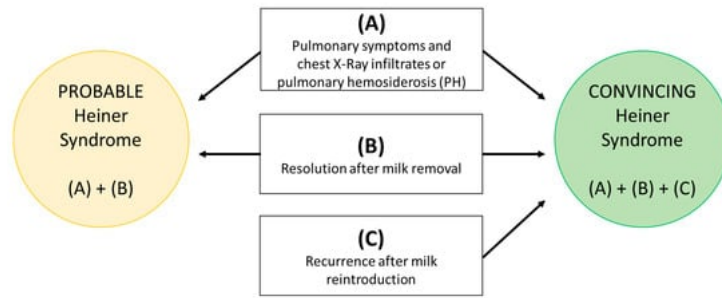 PROBABLE
Heiner
Syndrome
(A) + (B)
(A)
Pulmonary symptoms and
chest X-Ray infiltrates or
pulmonary hemosiderosis (PH)
(B)
Resolution after milk removal
(C)
Recurrence after milk
reintroduction
CONVINCING
Heiner
Syndrome
(A) + (B) + (C)